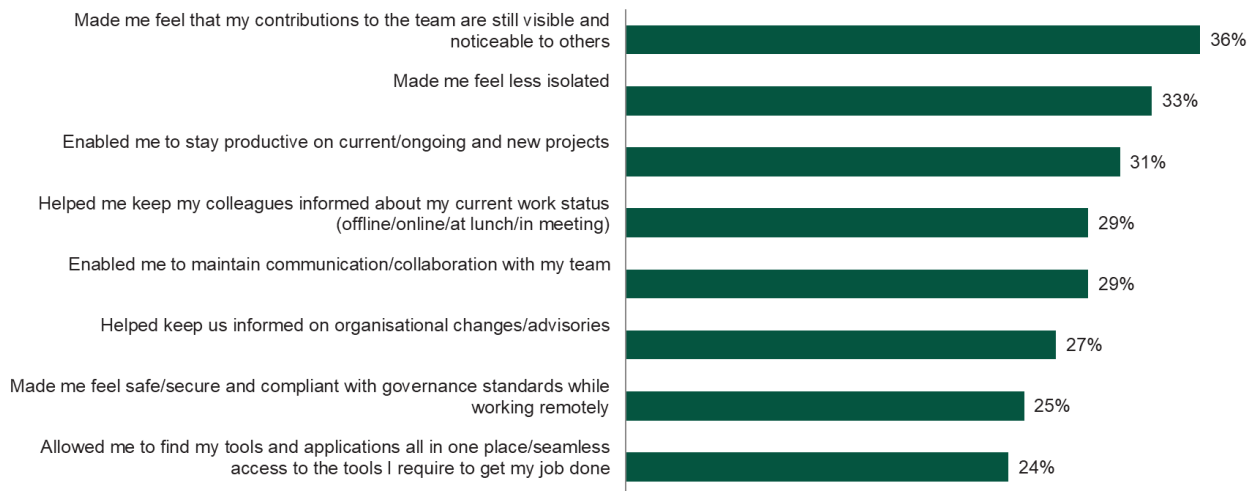 Made me feel that my contributions to the team are still visible and
noticeable to others
36%
Made me feel less isolated
33%
Enabled me to stay productive on current/ongoing and new projects
31%
Helped me keep my colleagues informed about my current work status
(offline/online/at lunch/in meeting)
29%
Enabled me to maintain communication/collaboration with my team
29%
Helped keep us informed on organisational changes/advisories
27%
Made me feel safe/secure and compliant with governance standards while
working remotely
25%
Allowed me to find my tools and applications all in one place/seamless
access to the tools I require to get my job done
24%